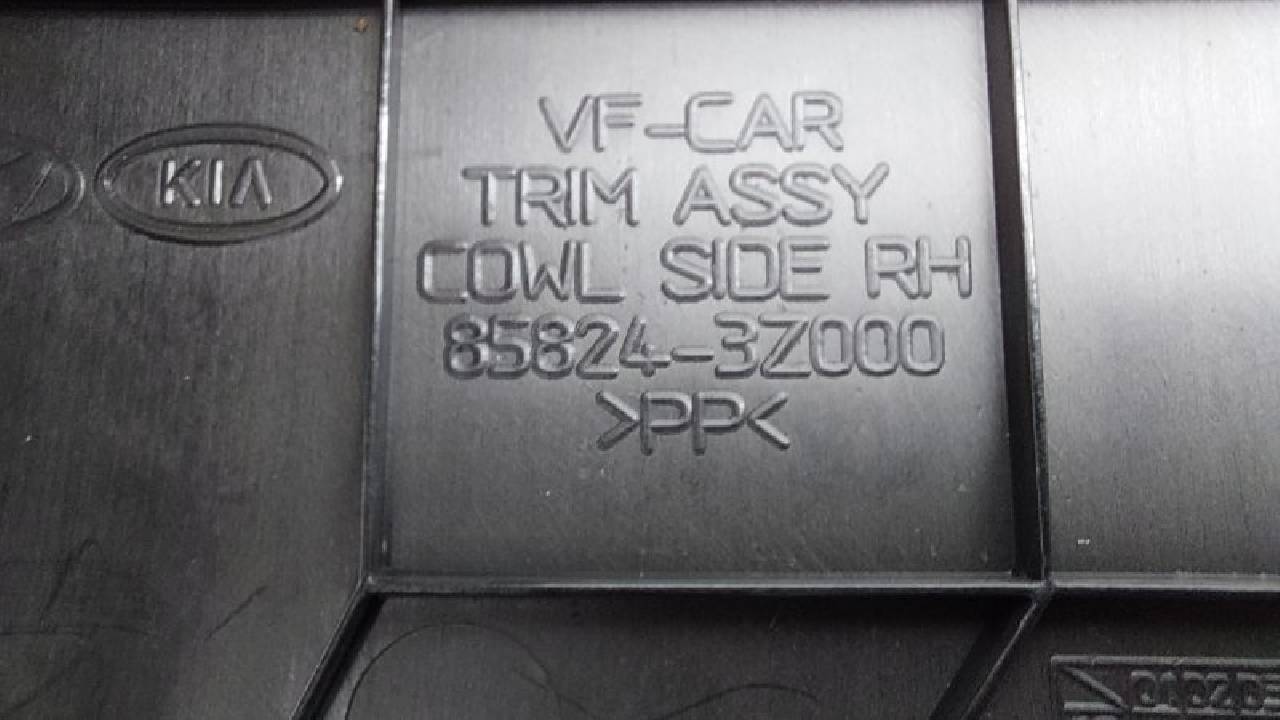 KIA
VF-CAR
TRIM ASSY
COWL SIDE RH
85824-3Z000
>PP<